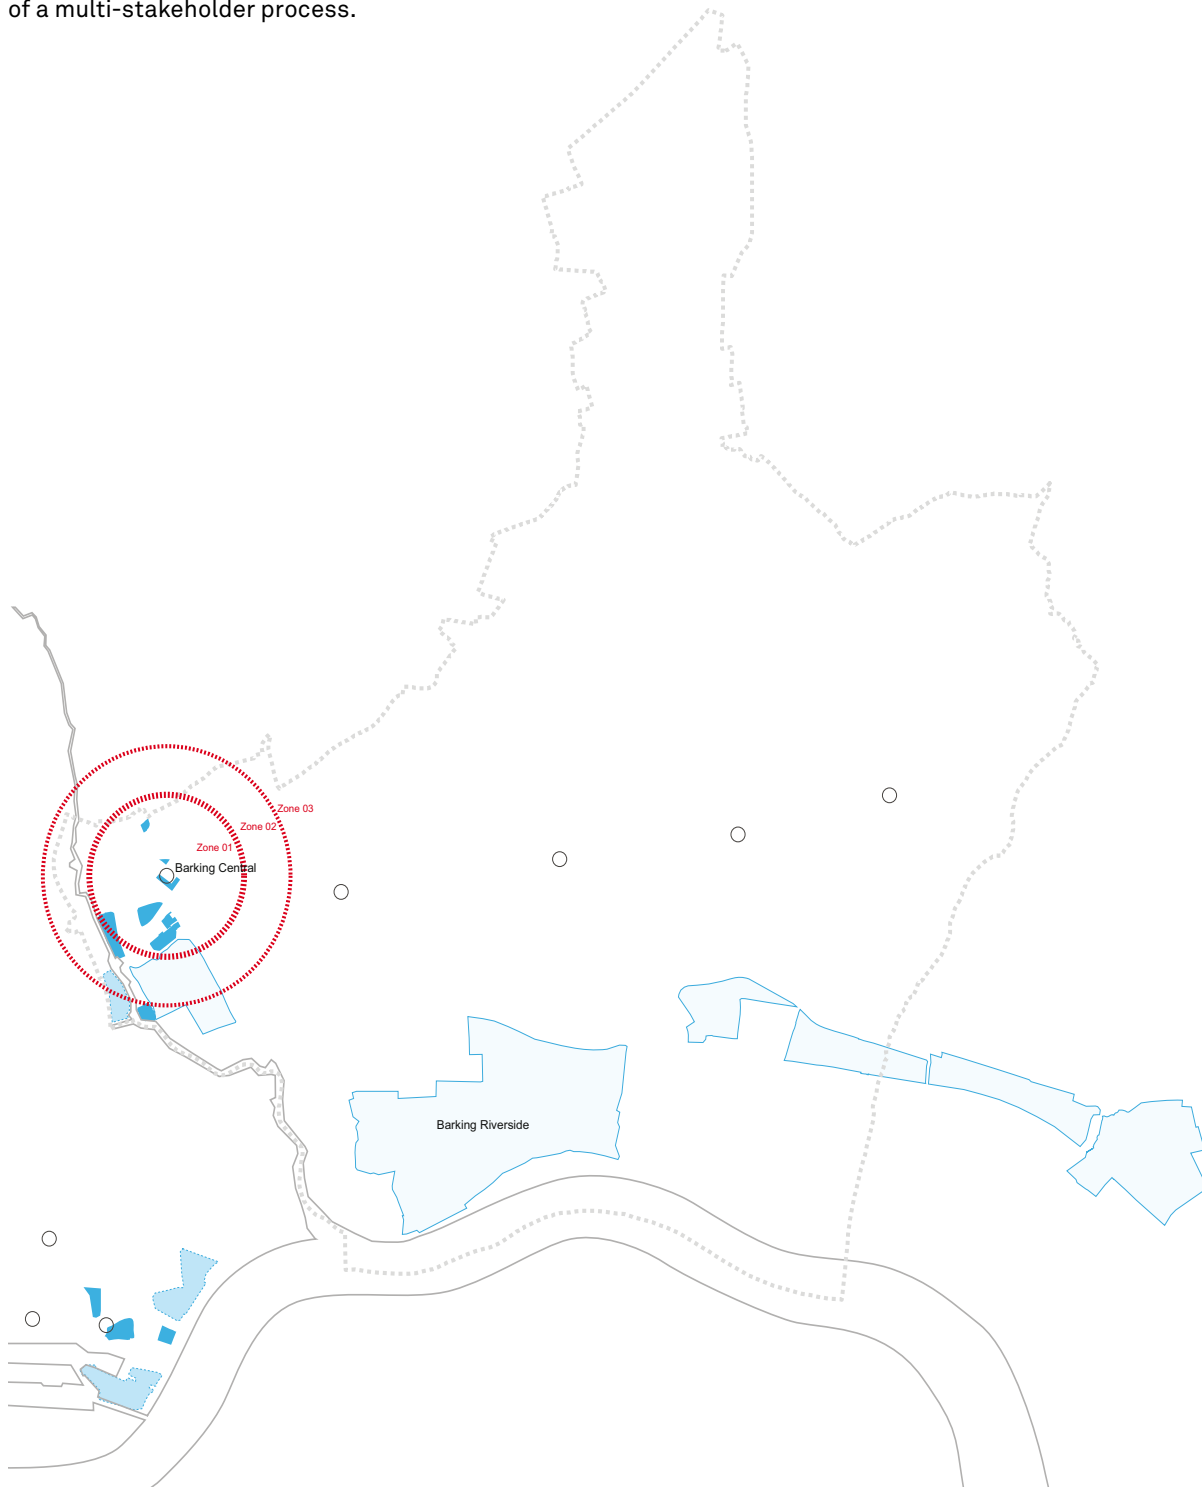 of a multi-stakeholder process.
Zone 03
Zone 02
Zone 01
Barking Central
Barking Riverside